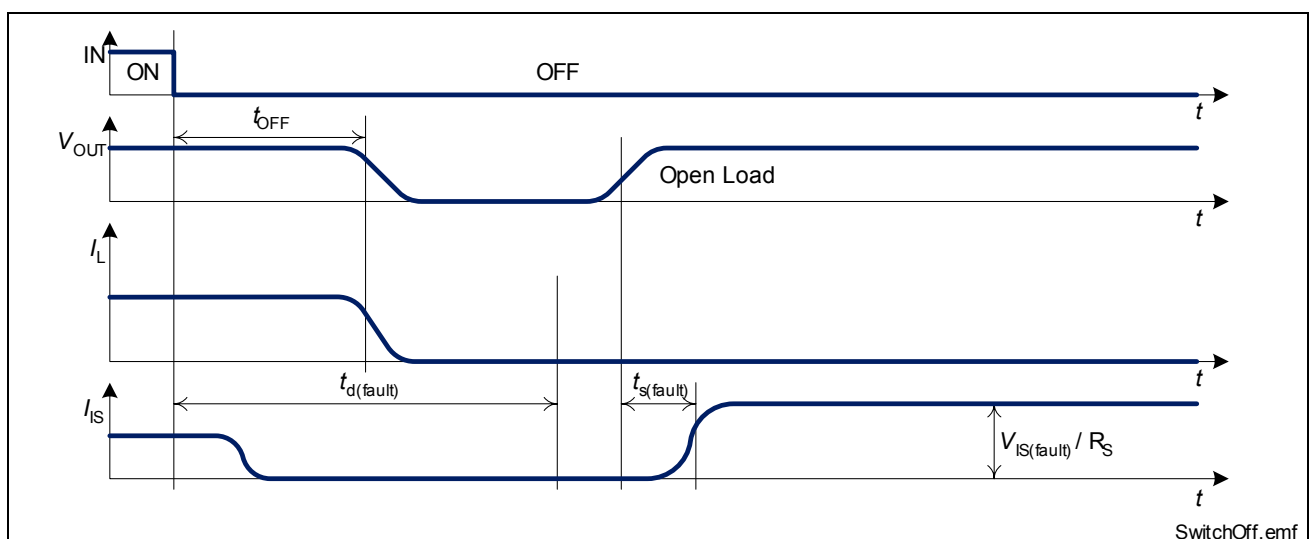 IN
ON
OFF
t
tOFF
VOUT
Open Load
t
IL
t
td(fault)
ts(fault)
IIS
VIS(fault) / RS
t
SwitchOff.emf